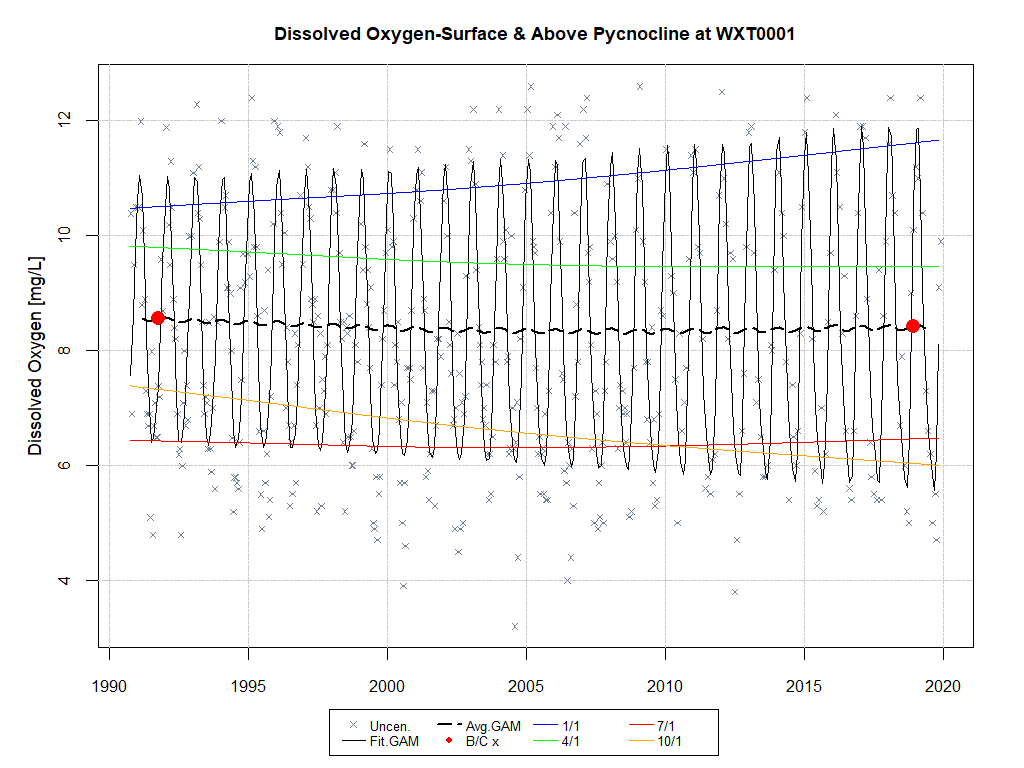 Dissolved Oxygen-Surface & Above Pycnocline at WXT0001
Dissolved Oxygen [mg/L]
12
10
8
6
4
1990 1995 2000 2005 2010 2015 2020
Uncen. Avg.GAM 1/1 7/1
Fit.GAM B/C x 4/1 10/1